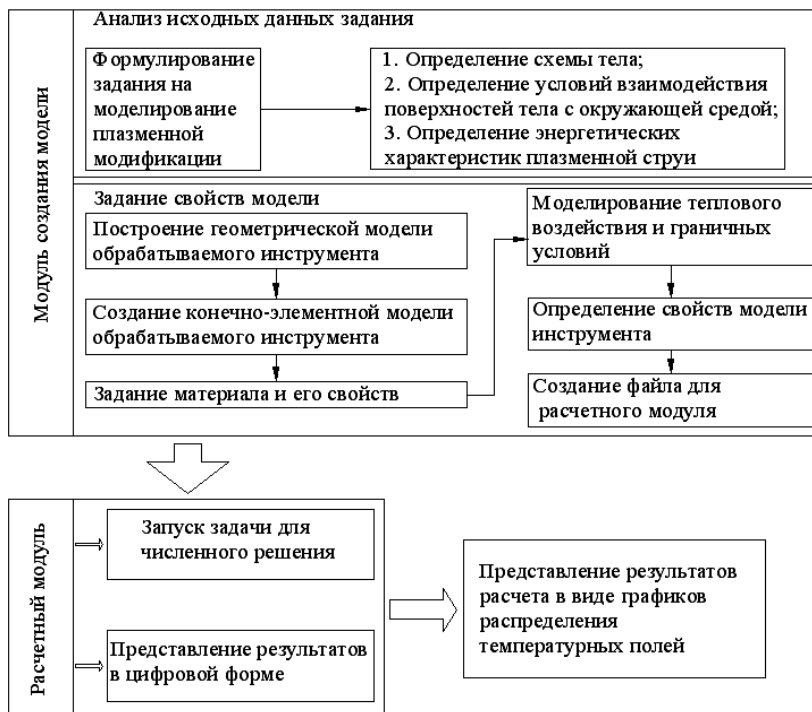 Модуль создания модели
Анализ исходных данных задания
Формулирование
задания на
моделирование
плазменной
модификации
1. Определение схемы тела;
2. Определение условий взаимодействия
поверхностей тела с окружающей средой;
3. Определение энергетических
характеристик плазменной струи
Задание свойств модели
Построение геометрической модели
обрабатываемого инструмента
Создание конечно-элементной модели
обрабатываемого инструмента
Задание материала и его свойств
Моделирование теплового
воздействия и граничных
условий
Определение свойств модели
инструмента
Создание файла для
расчетного модуля
Расчетный модуль
Запуск задачи для
численного решения
Представление результатов
в цифровой форме
Представление результатов
расчета в виде графиков
распределения
температурных полей